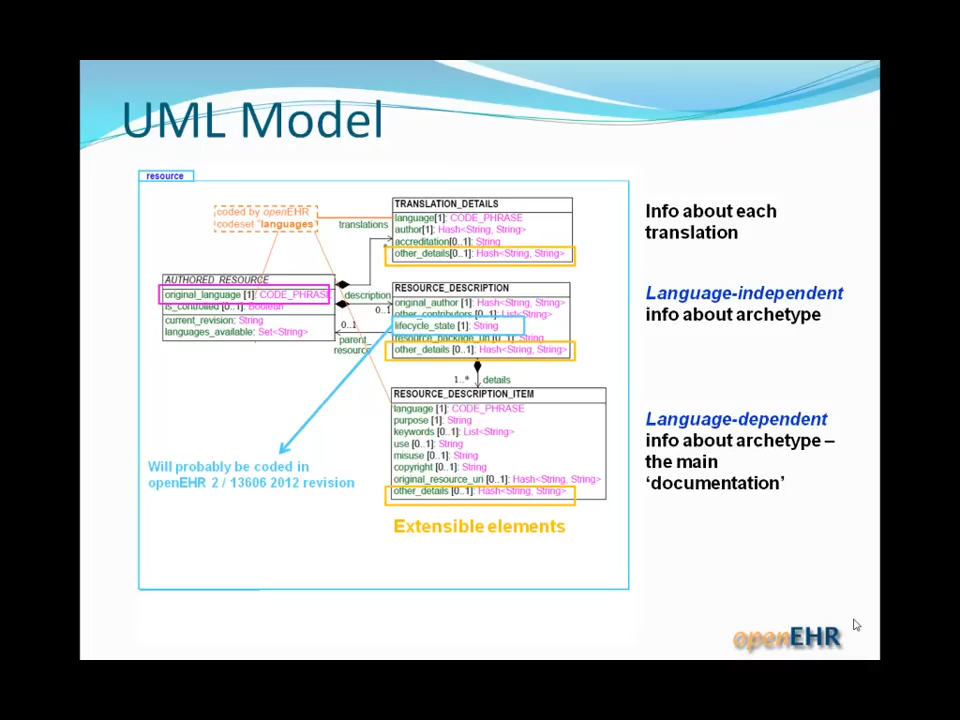 UML Model
resource
coded by openEHR
codeset "languages
translations
TRANSLATION_DETAILS
language[1]: CODE_PHRASE
author[1]: Hash<String, String>
accreditation[0..1]: String
other_details[0..1]: Hash<String, String>
*
AUTHORED_RESOURCE
original_language [1]: CODE_PHRASE
is_controlled [0..1]: Boolean
current_revision: String
languages_available: Set<String>
description
0..1
0..1
parent_
resource
RESOURCE_DESCRIPTION
original_author [1]: Hash<String, String>
other_contributors [0..1]: List<String>
lifecycle_state [1]: String
resource_package_uri [0..1]: String
other_details [0..1]: Hash<String, String>
1..*
details
RESOURCE_DESCRIPTION_ITEM
language [1]: CODE_PHRASE
purpose [1]: String
keywords [0..1]: List<String>
use [0..1]: String
misuse [0..1]: String
copyright [0..1]: String
original_resource_uri [0..1]: Hash<String, String>
other_details [0..1]: Hash<String, String>
Extensible elements
Will probably be coded in
openEHR 2 / 13606 2012 revision
Info about each
translation
Language-independent
info about archetype
Language-dependent
info about archetype –
the main
‘documentation’
openEHR